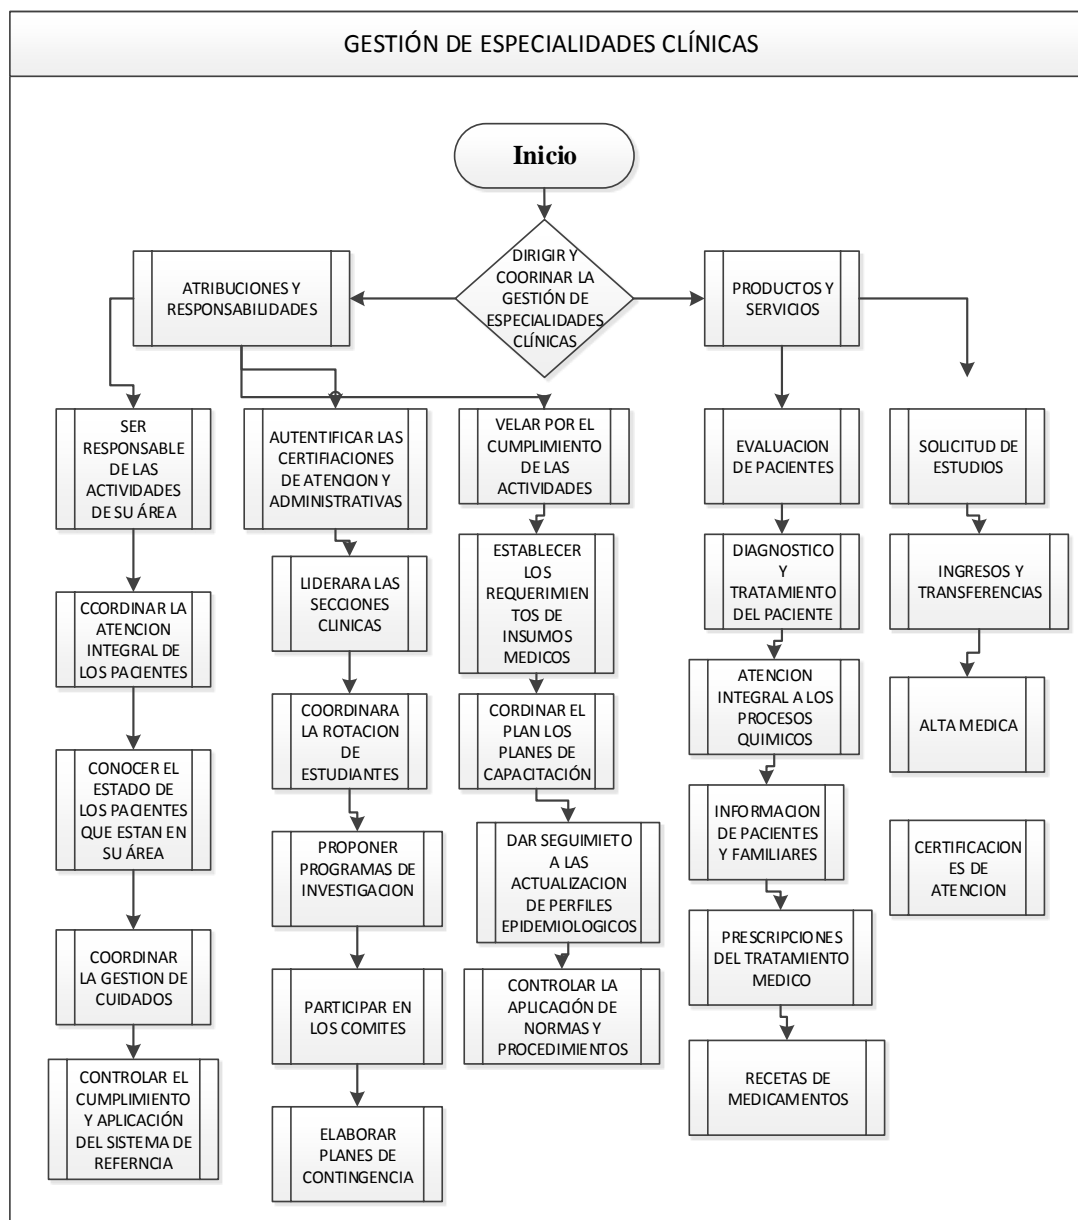 GESTIÓN DE ESPECIALIDADES CLÍNICAS
Inicio
DIRIGIR Y
COORINAR LA
GESTIÓN DE
ESPECIALIDADES
CLÍNICAS
ATRIBUCIONES Y
RESPONSABILIDADES
PRODUCTOS Y
SERVICIOS
SER
RESPONSABLE
DE LAS
ACTIVIDADES
DE SU ÁREA
CCORDINAR LA
ATENCION
INTEGRAL DE
LOS PACIENTES
CONOCER EL
ESTADO DE
LOS PACIENTES
QUE ESTAN EN
SU ÁREA
COORDINAR
LA GESTION DE
CUIDADOS
CONTROLAR EL
CUMPLIMIENTO
Y APLICACIÓN
DEL SISTEMA DE
REFERNCIA
AUTENTIFICAR LAS
CERTIFIACIONES
DE ATENCION Y
ADMINISTRATIVAS
LIDERARA LAS
SECCIONES
CLINICAS
COORDINARA
LA ROTACION DE
ESTUDIANTES
PROPONER
PROGRAMAS DE
INVESTIGACION
PARTICIPAR EN
LOS COMITES
ELABORAR
PLANES DE
CONTINGENCIA
VELAR POR EL
CUMPLIMIENTO
DE LAS
ACTIVIDADES
ESTABLECER
LOS
REQUERIMIEN
TOS DE
INSUMOS
MEDICOS
CORDINAR EL
PLAN LOS
PLANES DE
CAPACITACIÓN
DAR SEGUIMIETO
A LAS
ACTUALIZACION
DE PERFILES
EPIDEMIOLOGICOS
CONTROLAR LA
APLICACIÓN DE
NORMAS Y
PROCEDIMIENTOS
EVALUACION
DE PACIENTES
DIAGNOSTICO
Y
TRATAMIENTO
DEL PACIENTE
ATENCION
INTEGRAL A LOS
PROCESOS
QUIMICOS
INFORMACION
DE PACIENTES
Y FAMILIARES
PRESCRIPCIONES
DEL TRATAMIENTO
MEDICO
RECETAS DE
MEDICAMENTOS
SOLICITUD DE
ESTUDIOS
INGRESOS Y
TRANSFERENCIAS
ALTA MEDICA
CERTIFICACION
ES DE
ATENCION